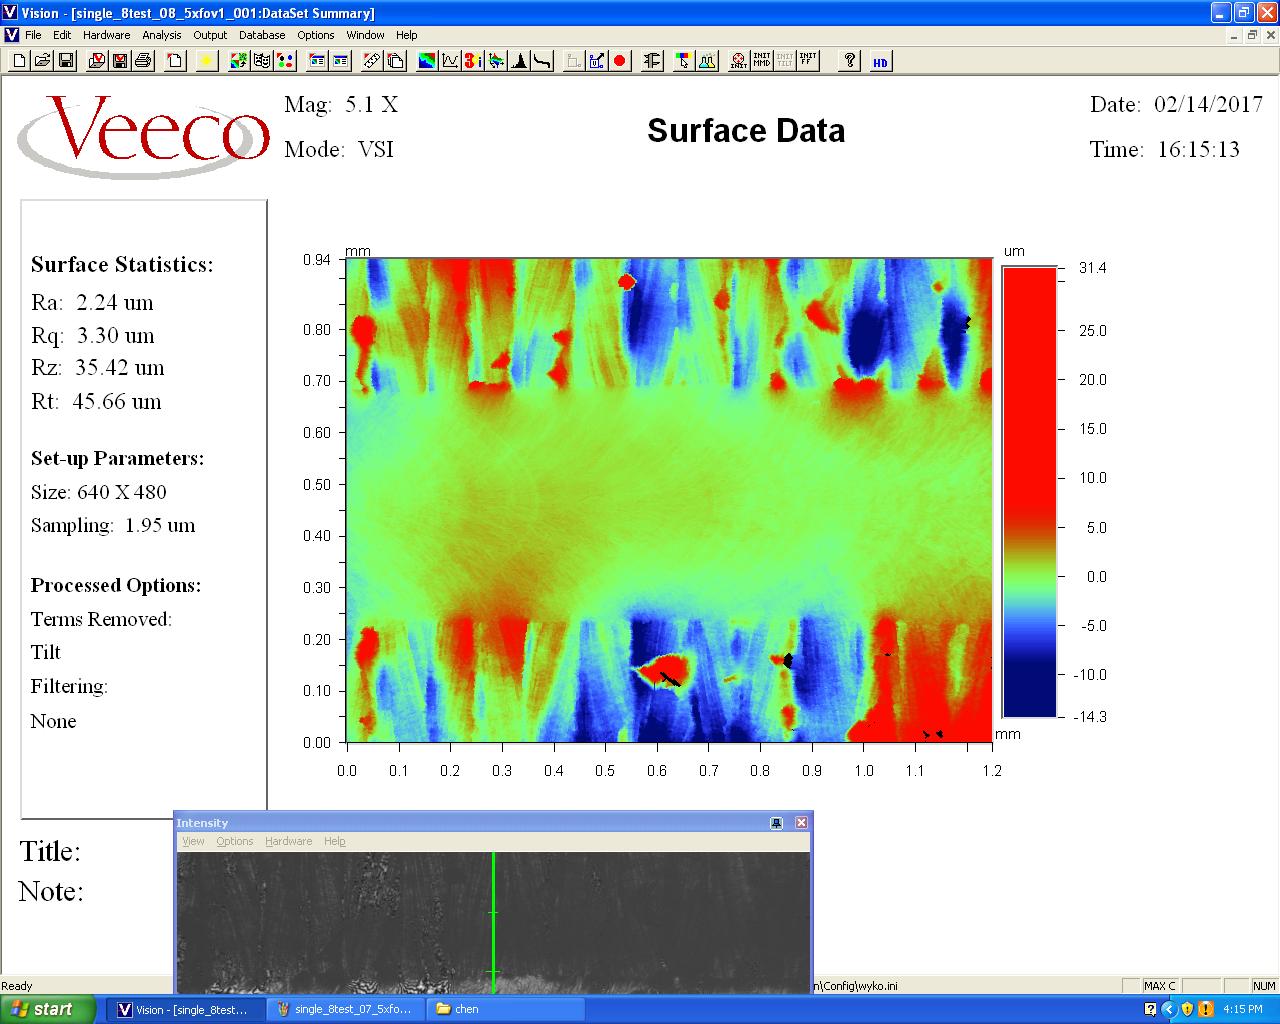 Vision - [single_8test_08_5xfov1_001:DataSet Summary]
File Edit Hardware Analysis Output Database Options Window Help
INIT INIT MMD INIT TILT INIT FF ? HD
Veeco
Mag: 5.1 X
Mode: VSI
Surface Data
Date: 02/14/2017
Time: 16:15:13
Surface Statistics:
Ra: 2.24 um
Rq: 3.30 um
Rz: 35.42 um
Rt: 45.66 um
Set-up Parameters:
Size: 640 X 480
Sampling: 1.95 um
Processed Options:
Terms Removed:
Tilt
Filtering:
None
mm
0.94
0.80
0.70
0.60
0.50
0.40
0.30
0.20
0.10
0.00
0.0 0.1 0.2 0.3 0.4 0.5 0.6 0.7 0.8 0.9 1.0 1.1 1.2
mm
um
31.4
25.0
20.0
15.0
10.0
5.0
0.0
-5.0
-10.0
-14.3
Title:
Note:
Intensity
View Options Hardware Help
Ready
n\Config\wyko.ini
MAX C
NUM
start
Vision - [single_8test...
single_8test_07_5xfo...
chen
4:15 PM